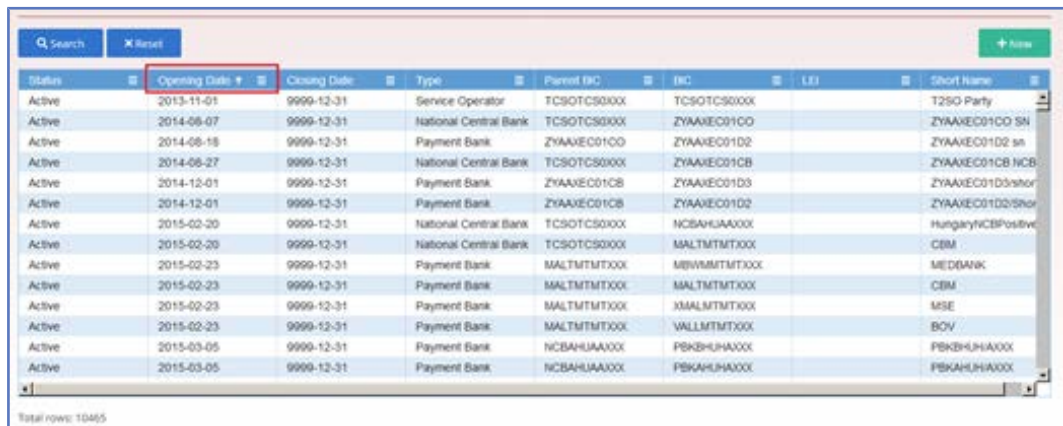 Search Reset New
Status Opening Date Closing Date Type Parent BIC BIC LEI Short Name
Active 2013-11-01 9999-12-31 Service Operator TCSOTCS0XXX TCSOTCS0XXX T2SO Party
Active 2014-08-07 9999-12-31 National Central Bank TCSOTCS0XXX ZYAAXEC01CO ZYAAXEC01CO SN
Active 2014-08-18 9999-12-31 Payment Bank ZYAAXEC01CO ZYAAXEC01D2 ZYAAXEC01D2 sn
Active 2014-08-27 9999-12-31 National Central Bank TCSOTCS0XXX ZYAAXEC01CB ZYAAXEC01CB NCB
Active 2014-12-01 9999-12-31 Payment Bank ZYAAXEC01CB ZYAAXEC01D3 ZYAAXEC01D3/shor
Active 2014-12-01 9999-12-31 Payment Bank ZYAAXEC01CB ZYAAXEC01D2 ZYAAXEC01D2/Shor
Active 2015-02-20 9999-12-31 National Central Bank TCSOTCS0XXX NCBAHUAAXXX HungaryNCBPositive
Active 2015-02-20 9999-12-31 National Central Bank TCSOTCS0XXX MALTMTMTXXX CBM
Active 2015-02-23 9999-12-31 Payment Bank MALTMTMTXXX MBWMMTMTXXX MEDBANK
Active 2015-02-23 9999-12-31 Payment Bank MALTMTMTXXX MALTMTMTXXX CBM
Active 2015-02-23 9999-12-31 Payment Bank MALTMTMTXXX XMALMTMTXXX MSE
Active 2015-02-23 9999-12-31 Payment Bank MALTMTMTXXX VALLMTMTXXX BOV
Active 2015-03-05 9999-12-31 Payment Bank NCBAHUAAXXX PBKBHUHAXXX PBKBHUH/AXXX
Active 2015-03-05 9999-12-31 Payment Bank NCBAHUAAXXX PBKAHUHAXXX PBKAHUH/AXXX
Total rows: 10465